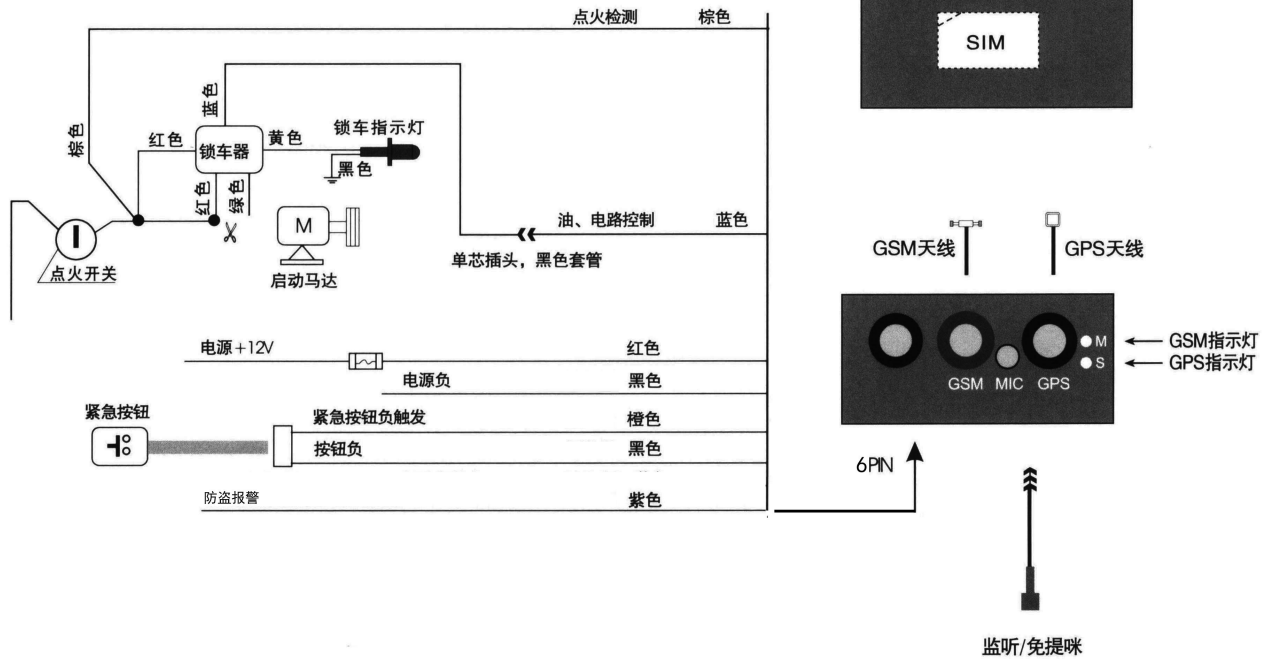 点火检测 棕色
SIM
蓝色
棕色
红色
锁车器
黄色
锁车指示灯
黑色
红色
绿色
M
点火开关
启动马达
油、电路控制 蓝色
单芯插头，黑色套管
GSM天线
GPS天线
电源+12V 红色
电源负 黑色
紧急按钮
紧急按钮负触发 橙色
按钮负 黑色
防盗报警 紫色
M
GSM指示灯
S
GPS指示灯
GSM MIC GPS
6PIN
监听/免提咪